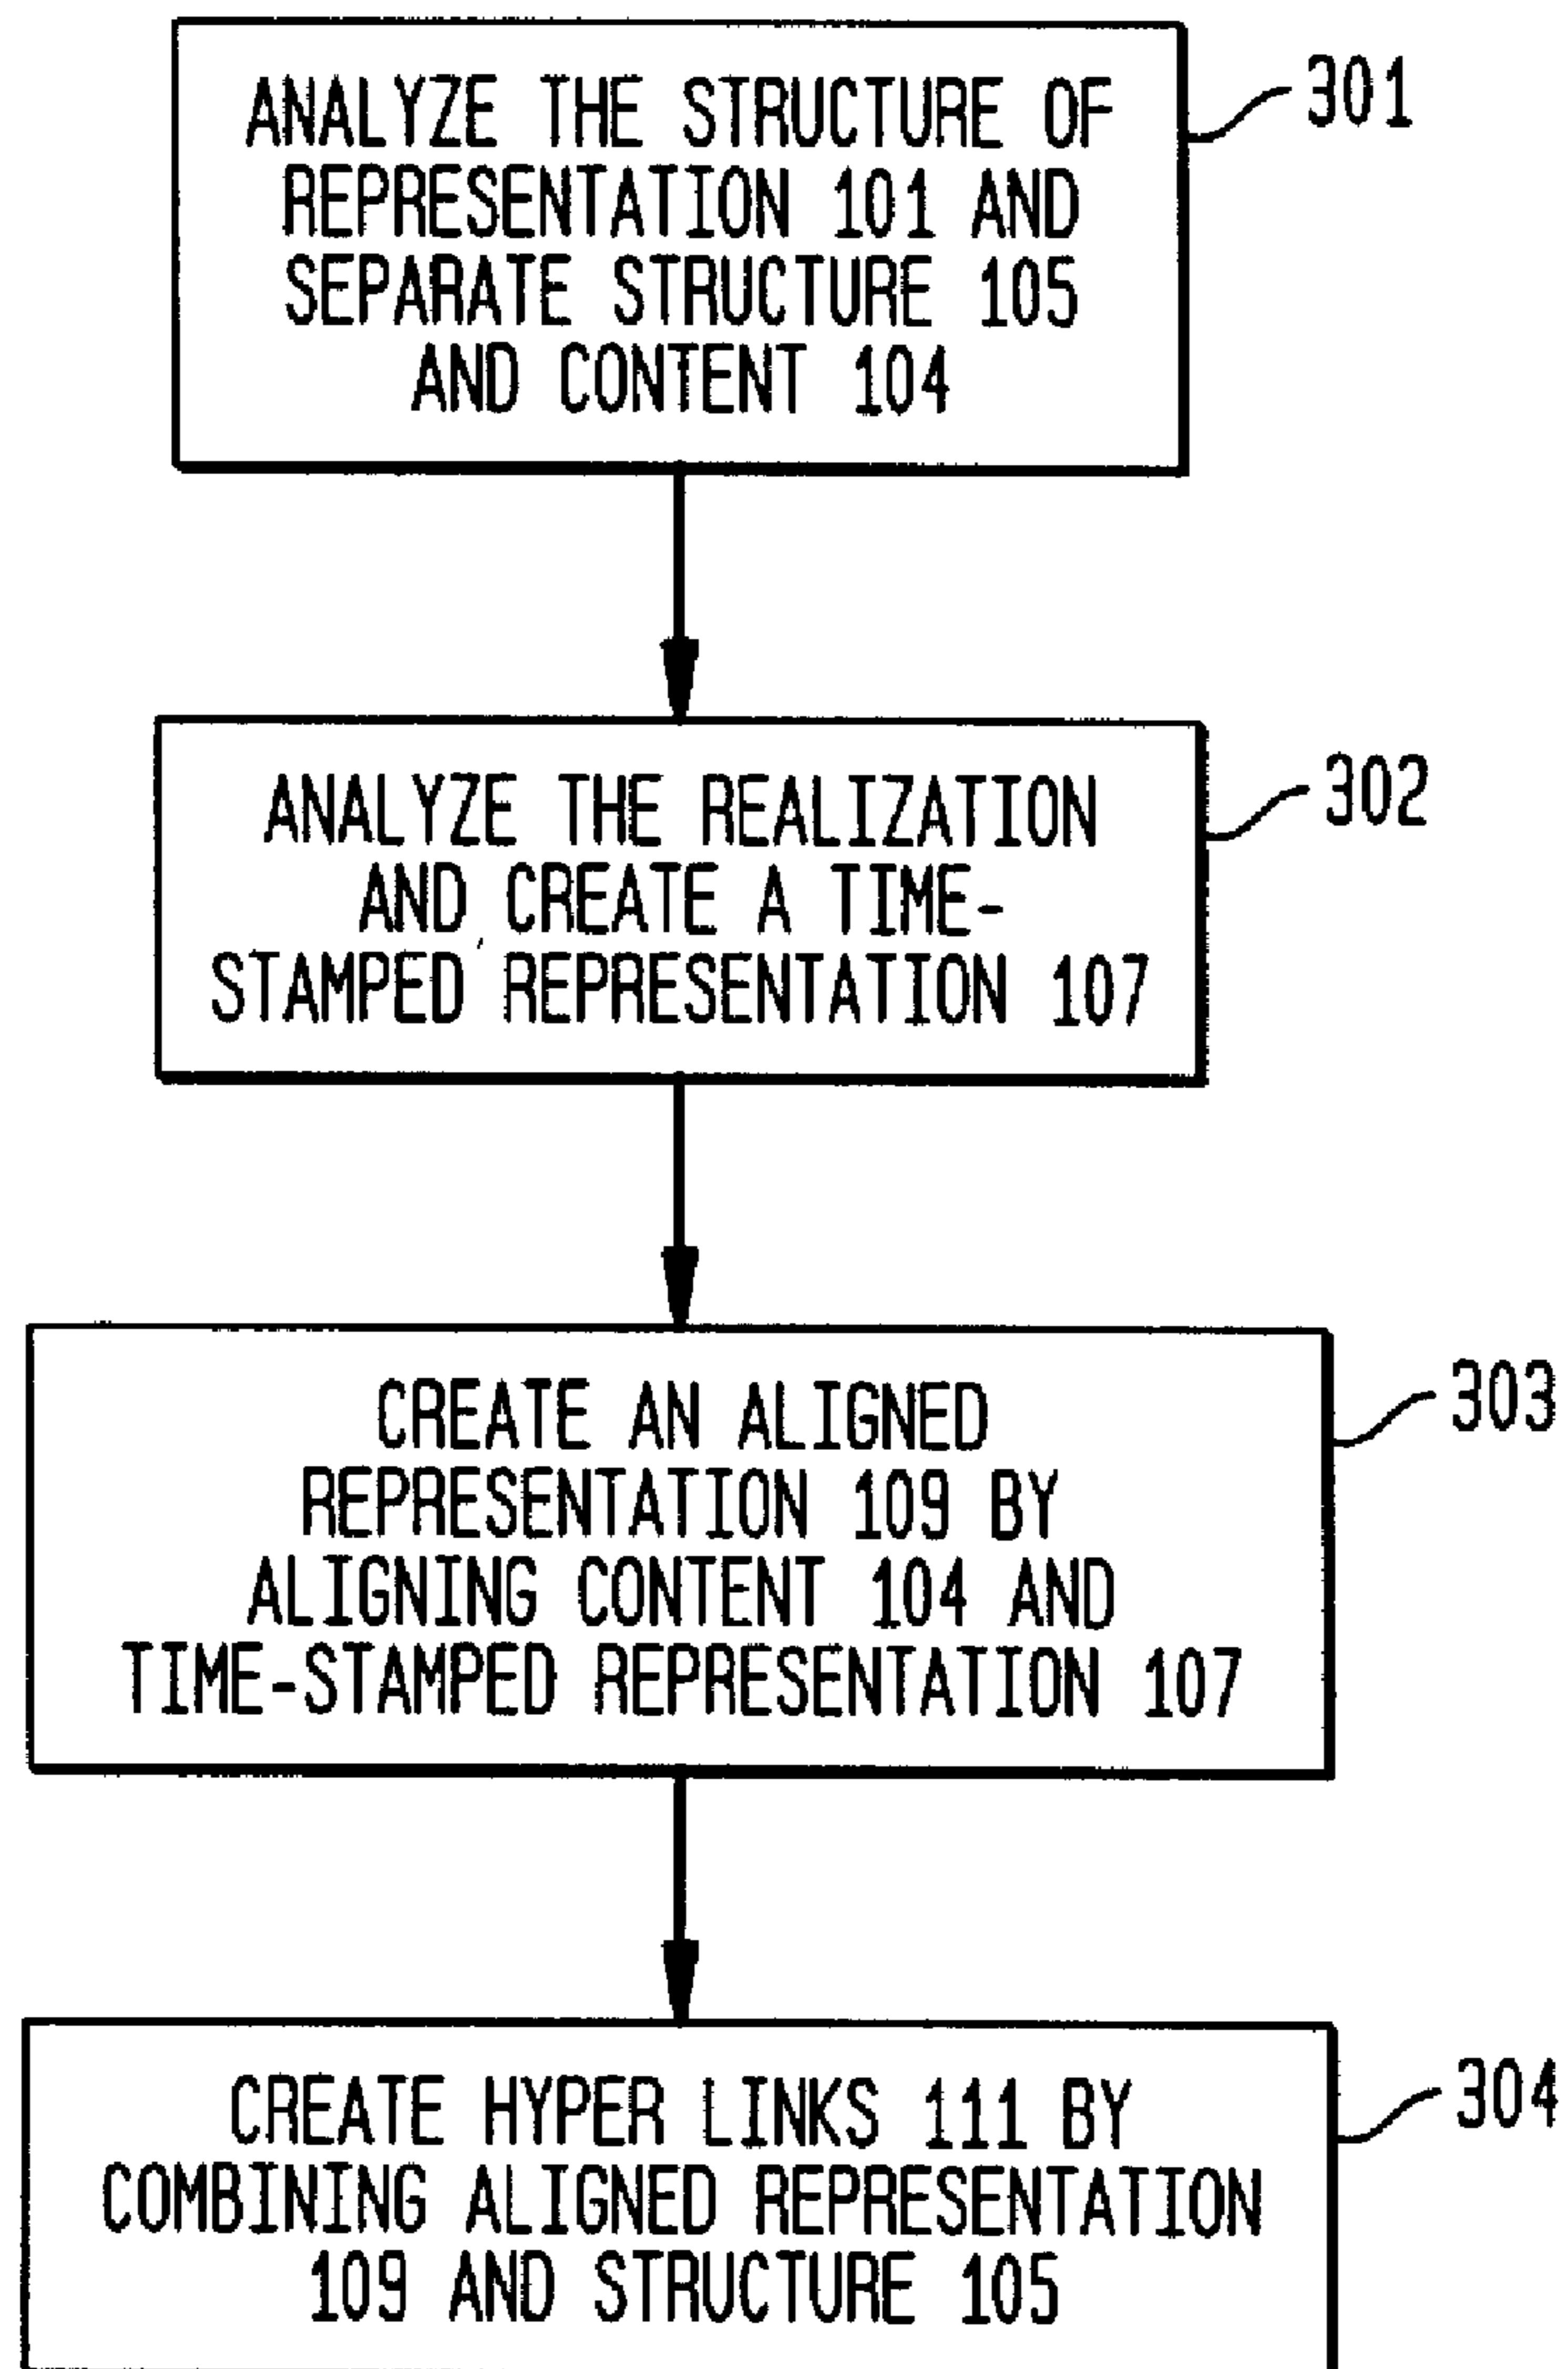 ANALYZE THE STRUCTURE OF
REPRESENTATION 101 AND
SEPARATE STRUCTURE 105
AND CONTENT 104
301
ANALYZE THE REALIZATION
AND CREATE A TIME-
STAMPED REPRESENTATION 107
302
CREATE AN ALIGNED
REPRESENTATION 109 BY
ALIGNING CONTENT 104 AND
TIME-STAMPED REPRESENTATION 107
303
CREATE HYPER LINKS 111 BY
COMBINING ALIGNED REPRESENTATION
109 AND STRUCTURE 105
304